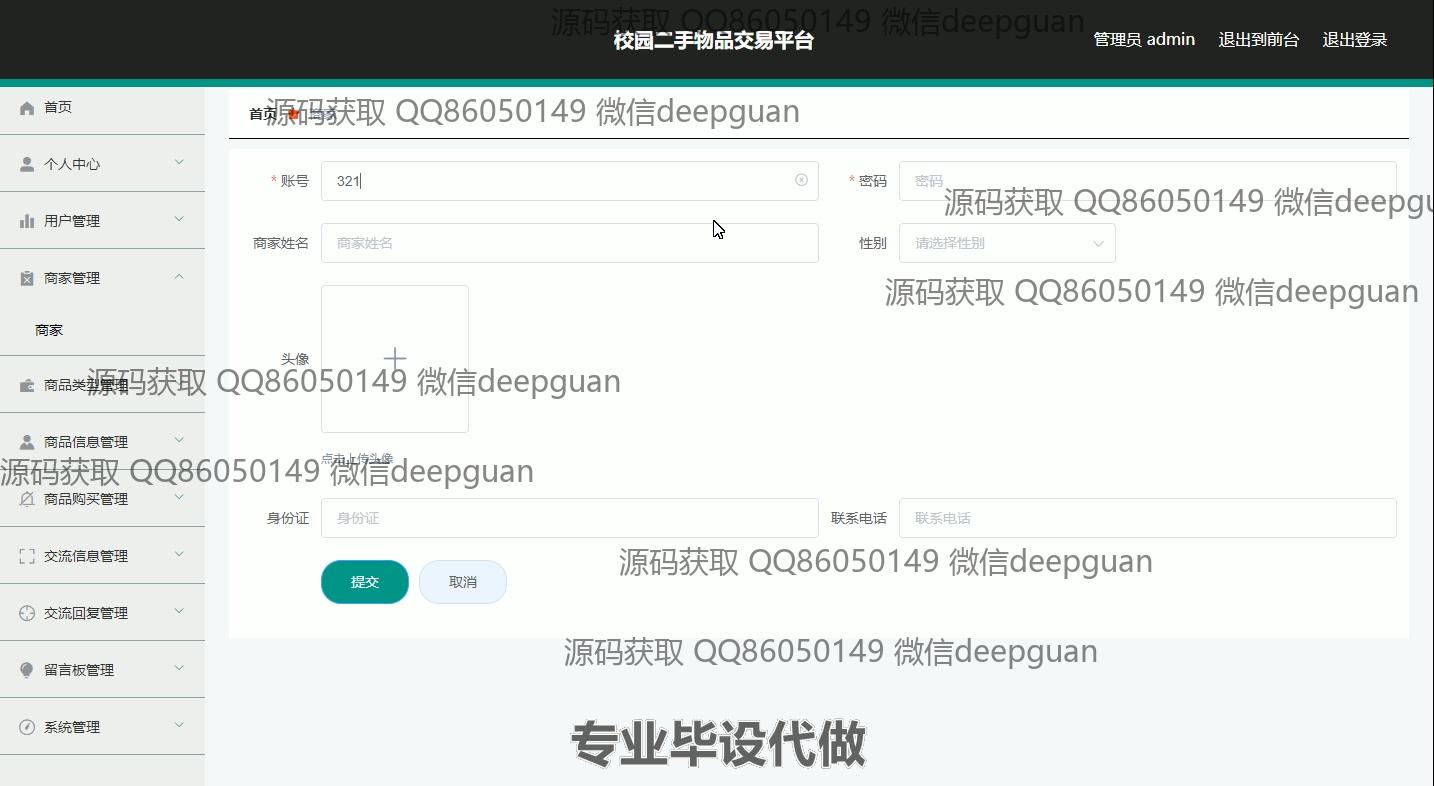 源码获取 QQ86050149 微信deepguan
校园二手物品交易平台
管理员 admin 退出到前台 退出登录
首页
首页 商家
源码获取 QQ86050149 微信deepguan
个人中心
* 账号 321
* 密码 密码
源码获取 QQ86050149 微信deepgu
用户管理
商家姓名 商家姓名
性别 请选择性别
商家管理
源码获取 QQ86050149 微信deepguan
商家
头像
商品类型管理
源码获取 QQ86050149 微信deepguan
商品信息管理
点击上传头像
源码获取 QQ86050149 微信deepguan
商品购买管理
身份证 身份证
联系电话 联系电话
交流信息管理
源码获取 QQ86050149 微信deepguan
提交 取消
交流回复管理
源码获取 QQ86050149 微信deepguan
留言板管理
系统管理
专业毕设代做